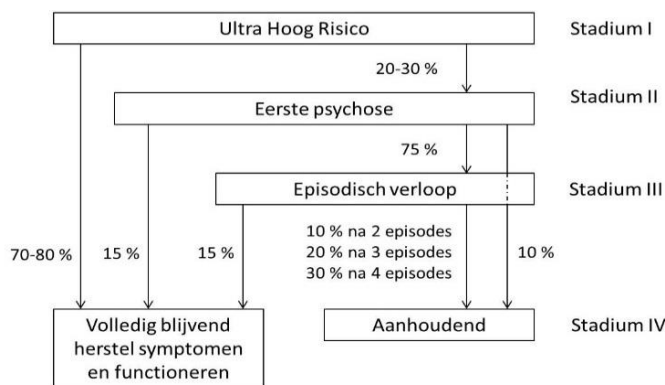 Ultra Hoog Risico
Stadium I
20-30 %
Eerste psychose
Stadium II
75 %
Episodisch verloop
Stadium III
70-80 %
15 %
15 %
10 % na 2 episodes
20 % na 3 episodes
30 % na 4 episodes
10 %
Volledig blijvend
herstel symptomen
en functioneren
Aanhoudend
Stadium IV